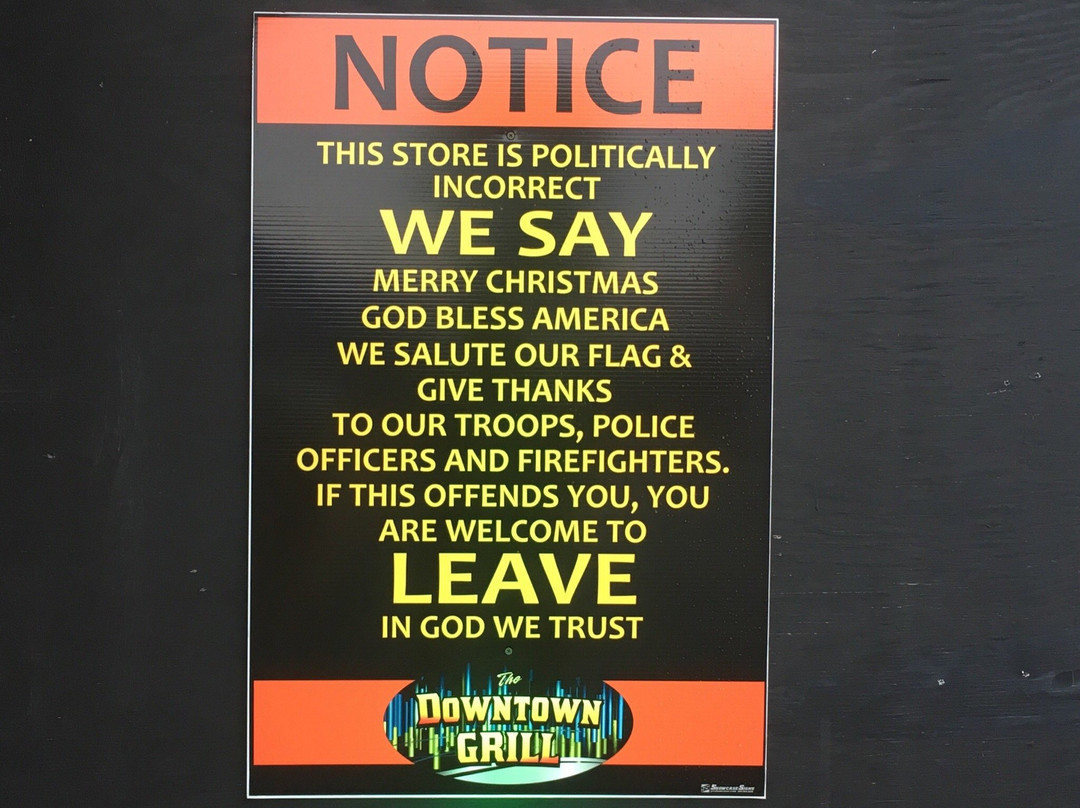 NOTICE
THIS STORE IS POLITICALLY
INCORRECT
WE SAY
MERRY CHRISTMAS
GOD BLESS AMERICA
WE SALUTE OUR FLAG &
GIVE THANKS
TO OUR TROOPS, POLICE
OFFICERS AND FIREFIGHTERS.
IF THIS OFFENDS YOU, YOU
ARE WELCOME TO
LEAVE
IN GOD WE TRUST
The
DOWNTOWN
GRILL
SHOWCASE SIGNS